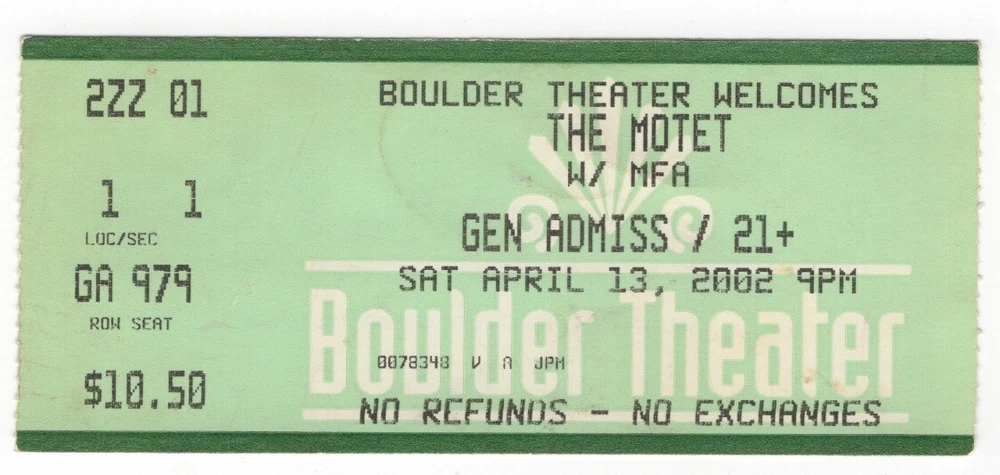 2ZZ 01
1 1
LOC/SEC
GA 979
ROW SEAT
$10.50
BOULDER THEATER WELCOMES
THE MOTET
W/ MFA
GEN ADMISS / 21+
SAT APRIL 13, 2002 9PM
Boulder Theater
0078348 V A JPM
NO REFUNDS - NO EXCHANGES